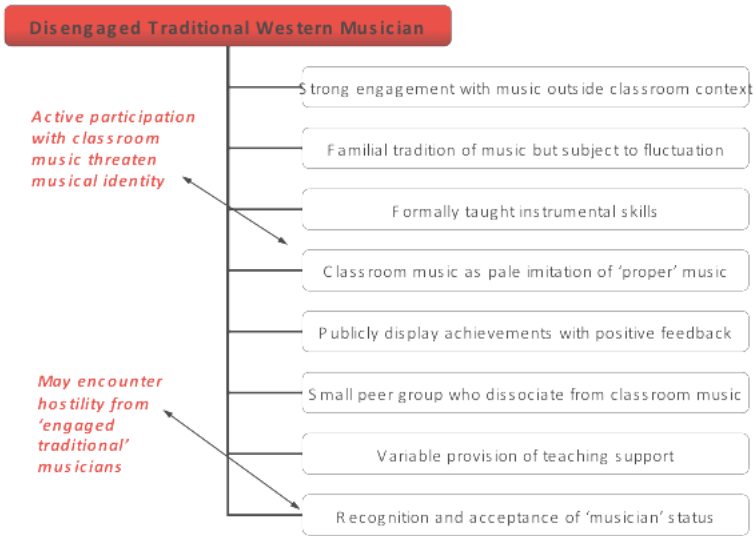 Disengaged Traditional Western Musician
Strong engagement with music outside classroom context
Active participation
with classroom
music threaten
musical identity
Familial tradition of music but subject to fluctuation
Formally taught instrumental skills
Classroom music as pale imitation of ‘proper’ music
Publicly display achievements with positive feedback
May encounter
hostility from
‘engaged
traditional’
musicians
Small peer group who dissociate from classroom music
Variable provision of teaching support
Recognition and acceptance of ‘musician’ status